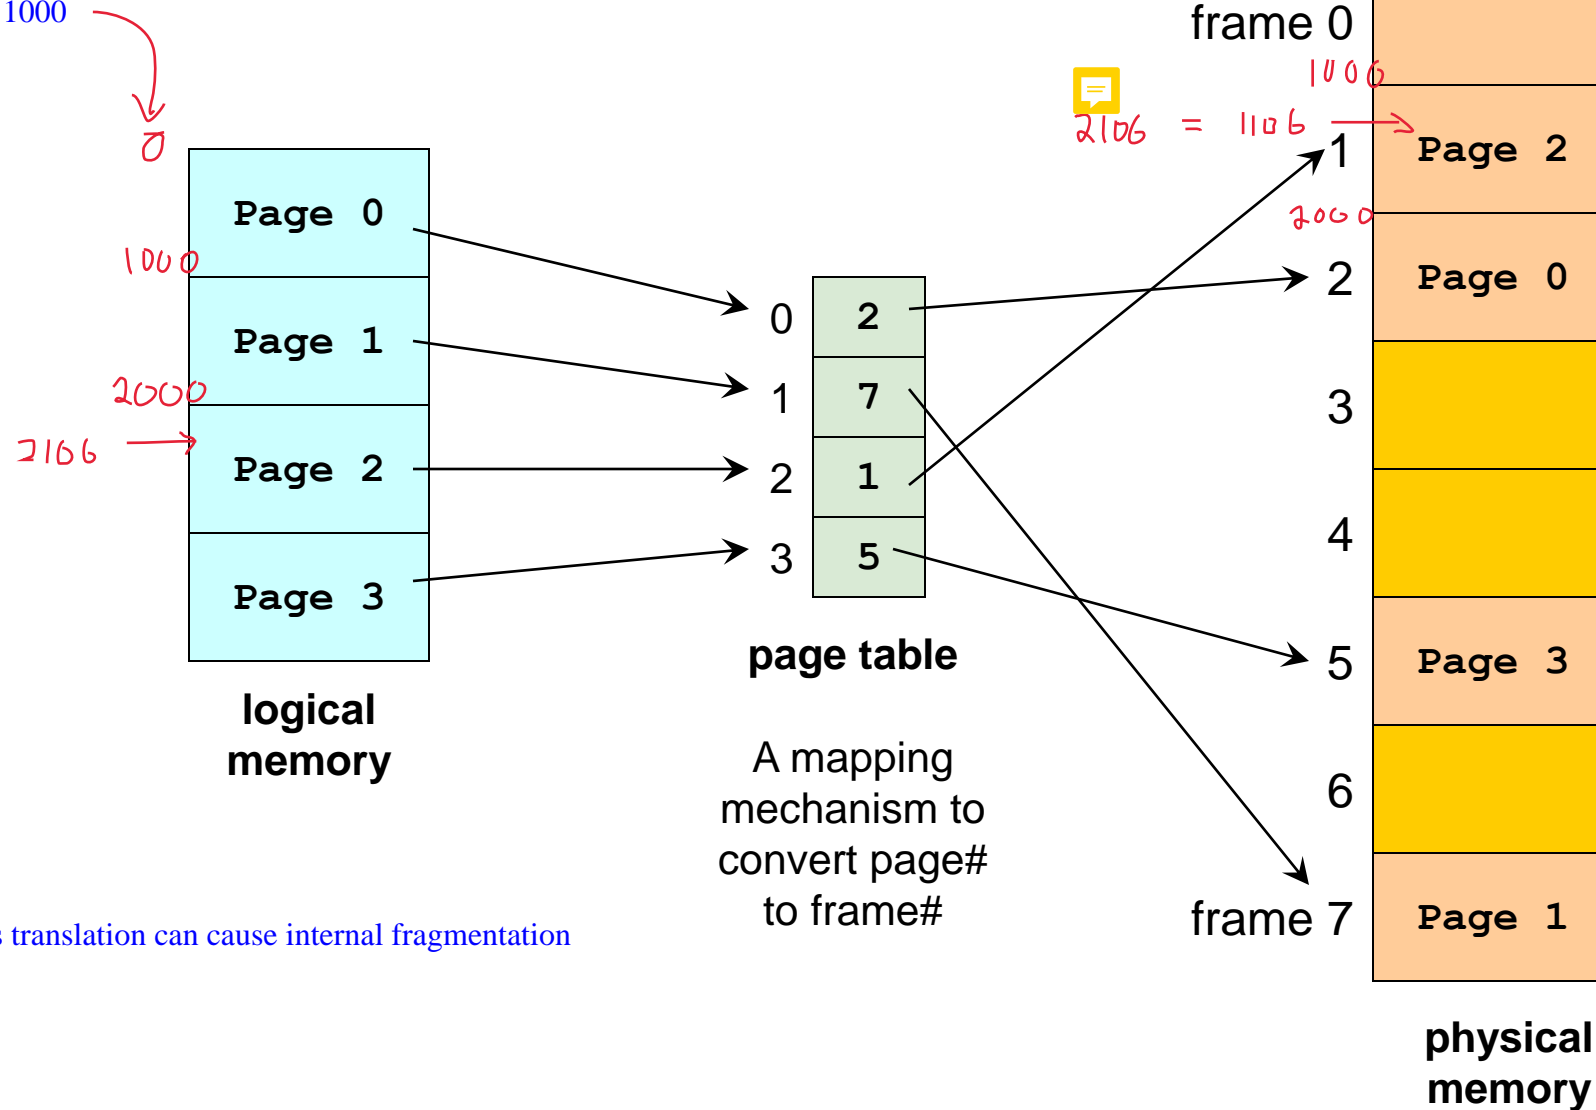 1000
frame 0
1000
2106 = 1106
1
Page 2
0
Page 0
1000
2000
2
Page 0
0
2
Page 1
3
1
7
2000
2106
Page 2
2
1
4
3
5
Page 3
page table
5
Page 3
logical
memory
A mapping
mechanism to
convert page#
to frame#
6
frame 7
Page 1
translation can cause internal fragmentation
physical
memory